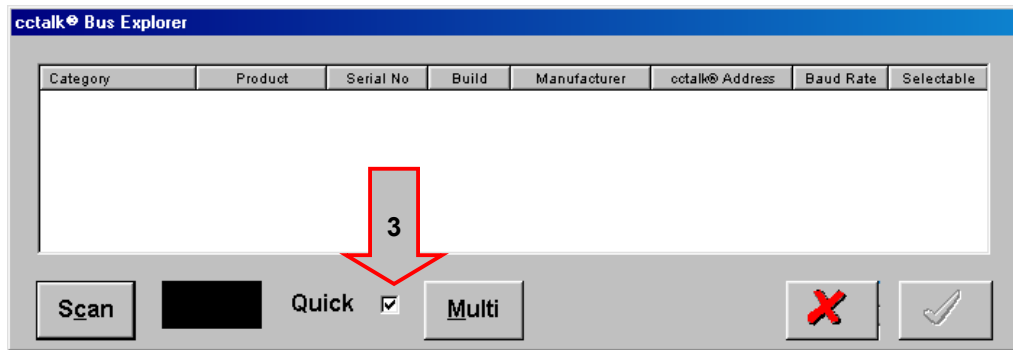 cctalk® Bus Explorer
Category Product Serial No Build Manufacturer cctalk® Address Baud Rate Selectable
3
Scan Quick Multi